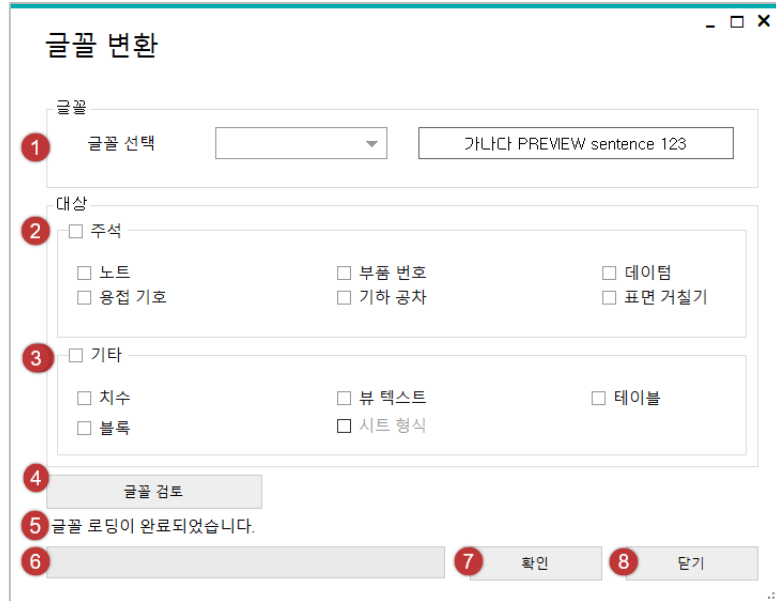 글꼴 변환
글꼴
1 글꼴 선택 가나다 PREVIEW sentence 123
대상
2 주석
노트 부품 번호 데이텀
용접 기호 기하 공차 표면 거칠기
3 기타
치수 뷰 텍스트 테이블
블록 시트 형식
4 글꼴 검토
5 글꼴 로딩이 완료되었습니다.
6 7 확인 8 닫기